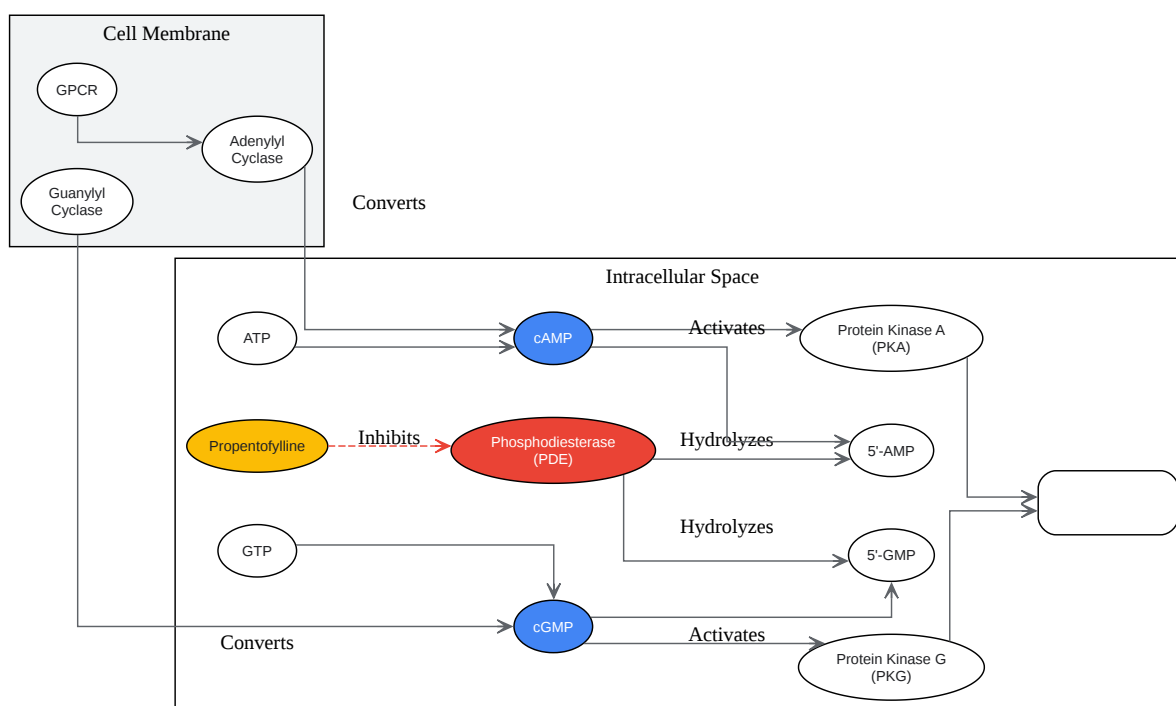 Cell Membrane
GPCR
Adenylyl
Cyclase
Guanylyl
Cyclase
Converts
Intracellular Space
ATP
cAMP
Activates
Protein Kinase A
(PKA)
Propentofylline
Inhibits
Phosphodiesterase
(PDE)
Hydrolyzes
5'-AMP
Hydrolyzes
GTP
5'-GMP
cGMP
Converts
Activates
Protein Kinase G
(PKG)